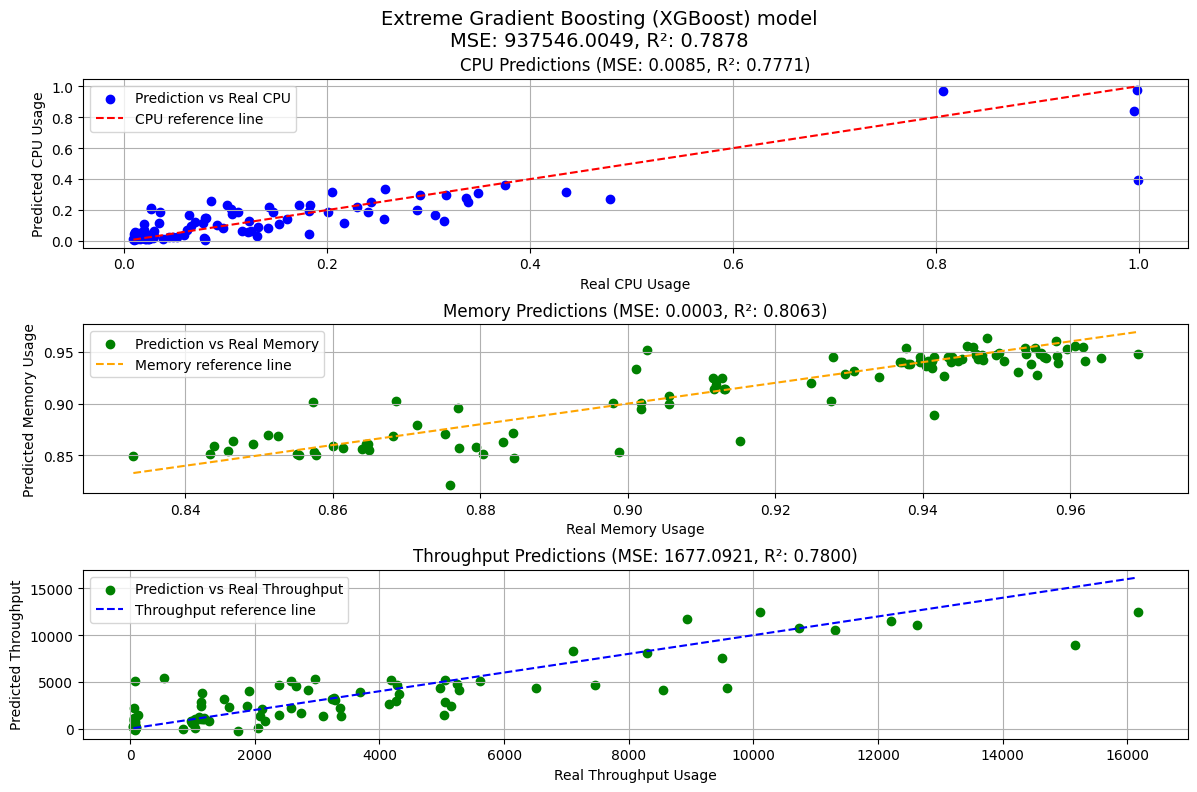 Extreme Gradient Boosting (XGBoost) model
MSE: 937546.0049, R²: 0.7878
CPU Predictions (MSE: 0.0085, R²: 0.7771)
Predicted CPU Usage
1.0
0.8
0.6
0.4
0.2
0.0
Prediction vs Real CPU
CPU reference line
0.0 0.2 0.4 0.6 0.8 1.0
Real CPU Usage
Memory Predictions (MSE: 0.0003, R²: 0.8063)
Predicted Memory Usage
0.95
0.90
0.85
Prediction vs Real Memory
Memory reference line
0.84 0.86 0.88 0.90 0.92 0.94 0.96
Real Memory Usage
Throughput Predictions (MSE: 1677.0921, R²: 0.7800)
Predicted Throughput
15000
10000
5000
0
Prediction vs Real Throughput
Throughput reference line
0 2000 4000 6000 8000 10000 12000 14000 16000
Real Throughput Usage